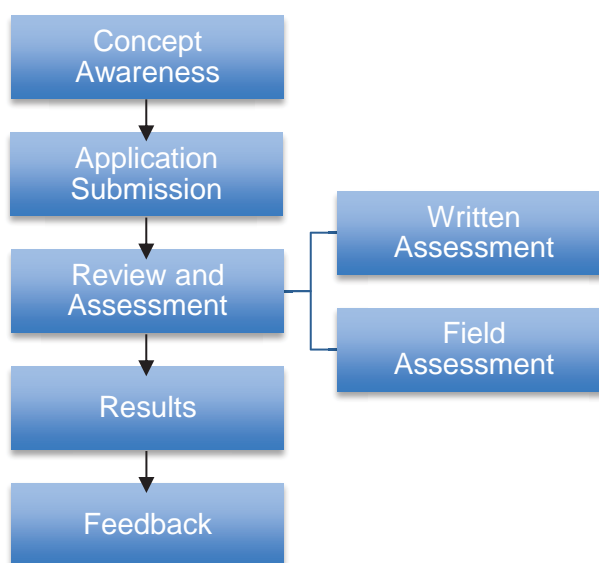 Concept
Awareness
Application
Submission
Review and
Assessment
Written
Assessment
Field
Assessment
Results
Feedback